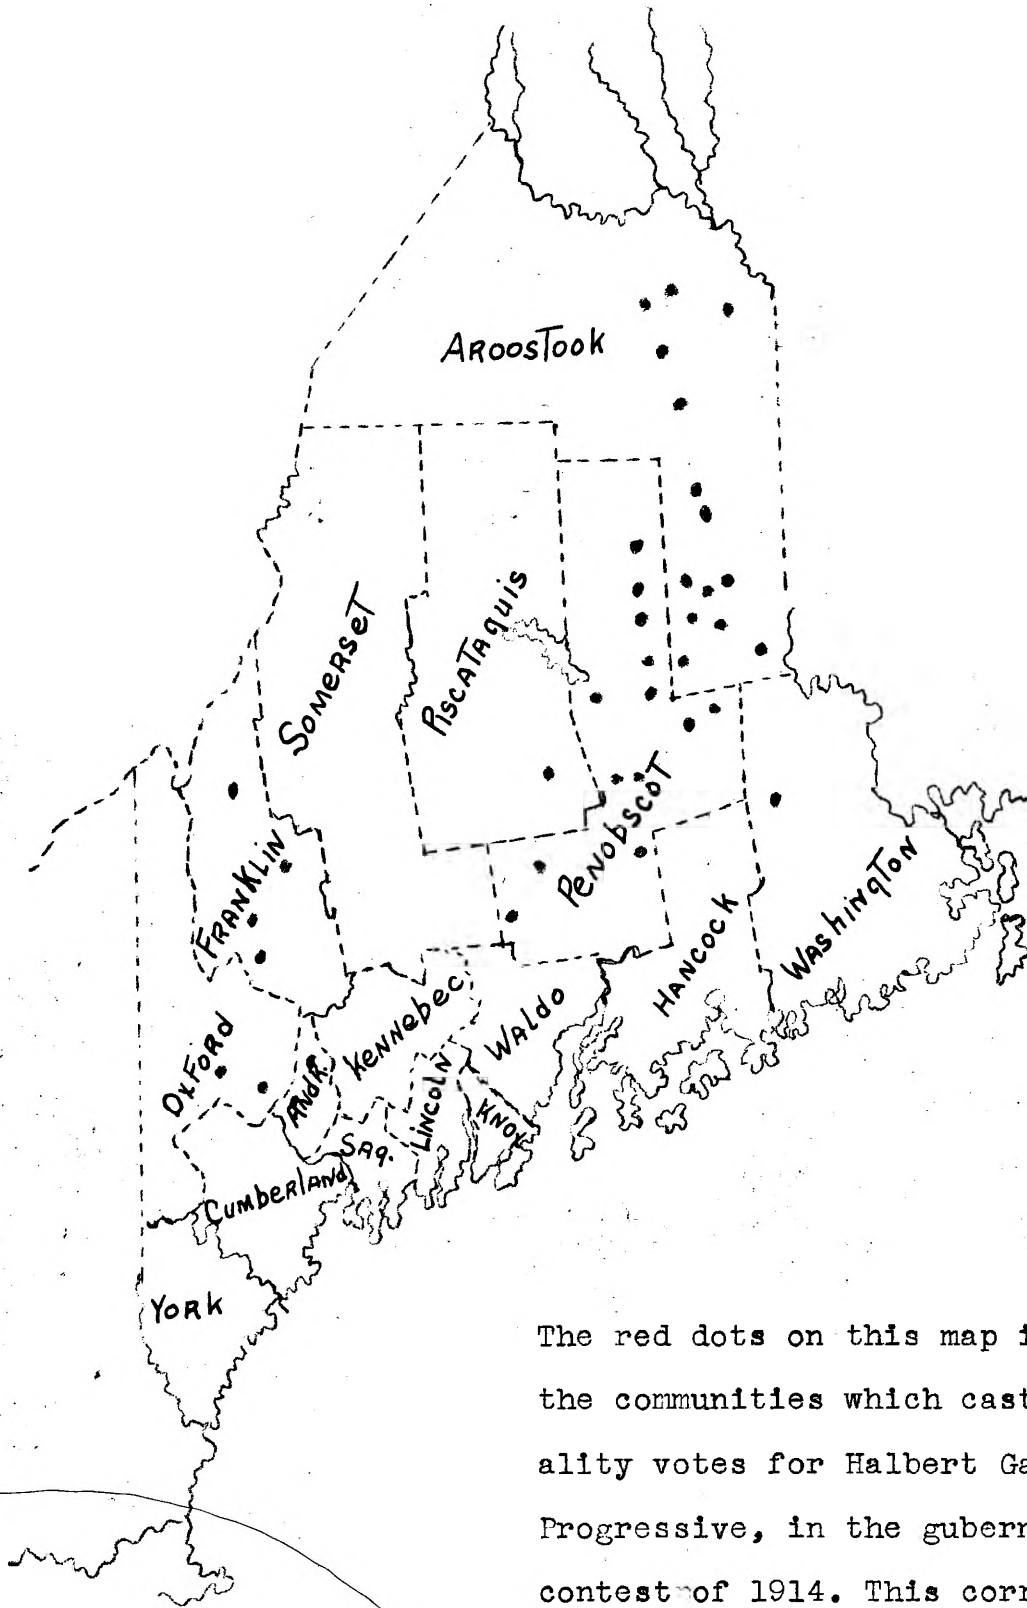 AROOSTOOK
SOMERSET
PISCATAQUIS
FRANKLIN
PENOBSCOT
WASHINGTON
HANCOCK
OXFORD
ANDR.
KENNEBEC
WALDO
LINCOLN
KNOX
SAG.
CUMBERLAND
YORK
The red dots on this map i
the communities which cast
ality votes for Halbert Ga
Progressive, in the gubern
contest of 1914. This corr